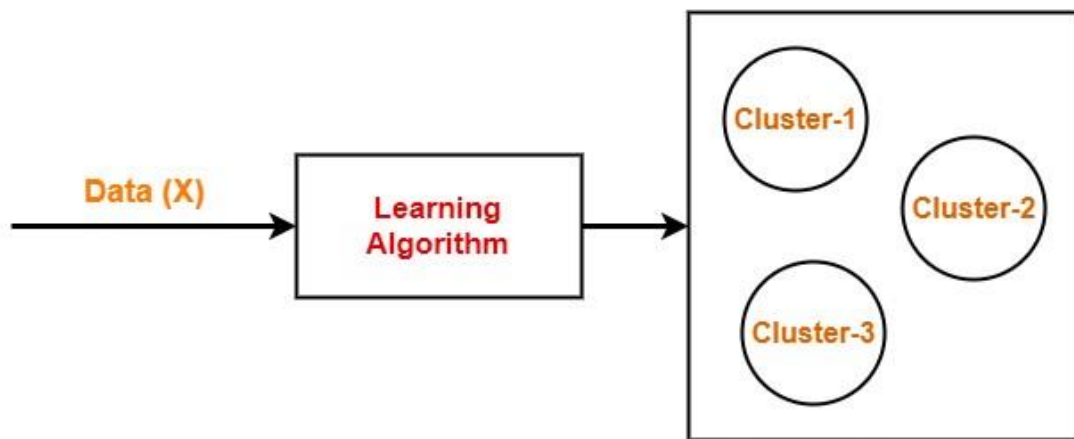 Data (X)
Learning
Algorithm
Cluster-1
Cluster-2
Cluster-3